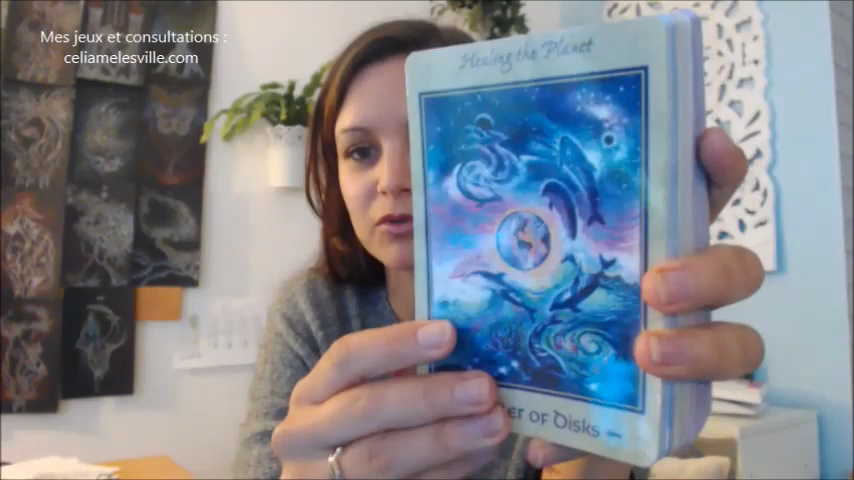 Mes jeux et consultations :
celiamelesville.com
Healing the Planet
of Disks